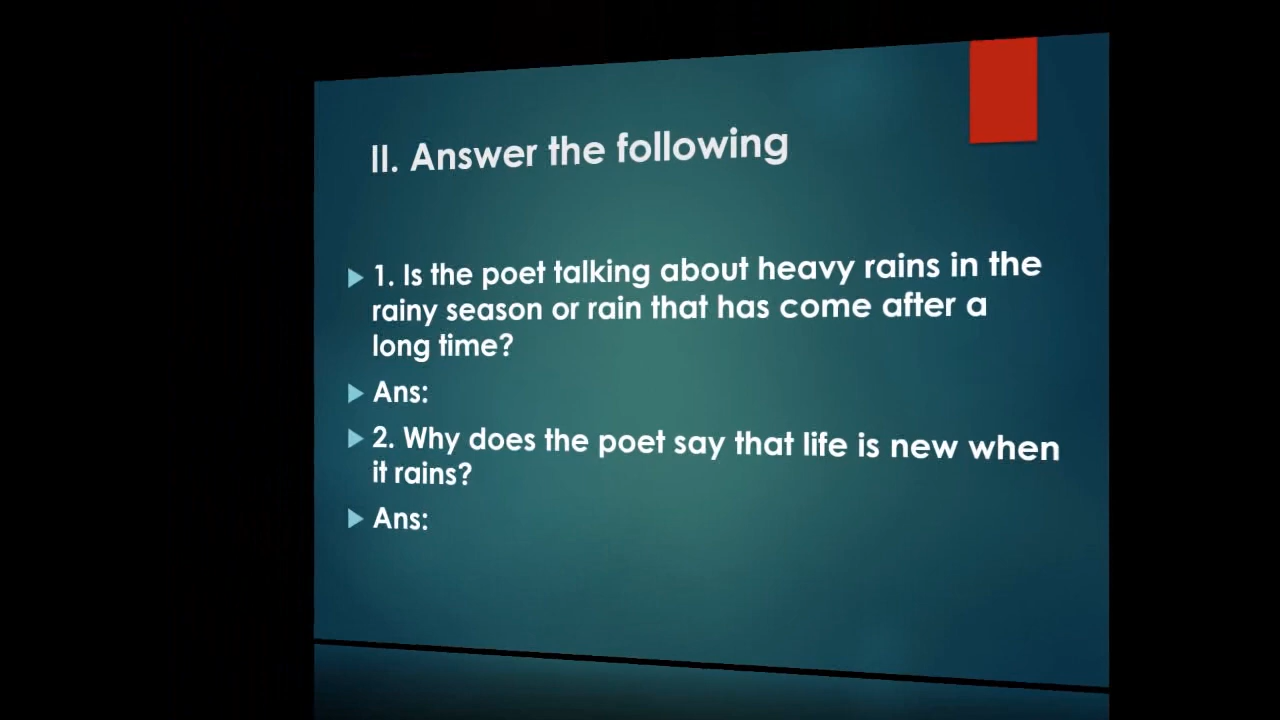 II. Answer the following
1. Is the poet talking about heavy rains in the
rainy season or rain that has come after a
long time?
Ans:
2. Why does the poet say that life is new when
it rains?
Ans: